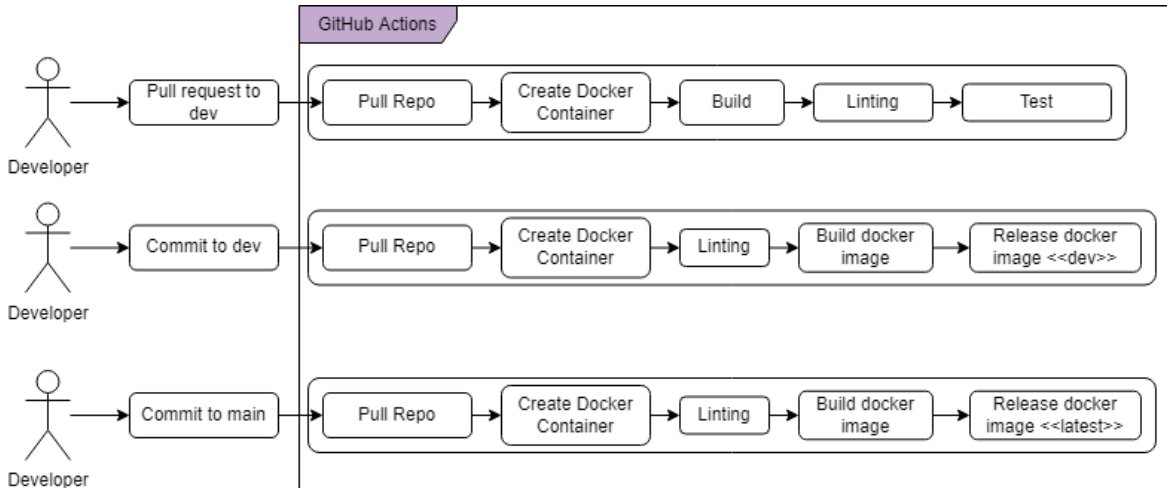 GitHub Actions
Pull request to
dev
Pull Repo
Create Docker
Container
Build
Linting
Test
Developer
Commit to dev
Pull Repo
Create Docker
Container
Linting
Build docker
image
Release docker
image <<dev>>
Developer
Commit to main
Pull Repo
Create Docker
Container
Linting
Build docker
image
Release docker
image <<latest>>
Developer